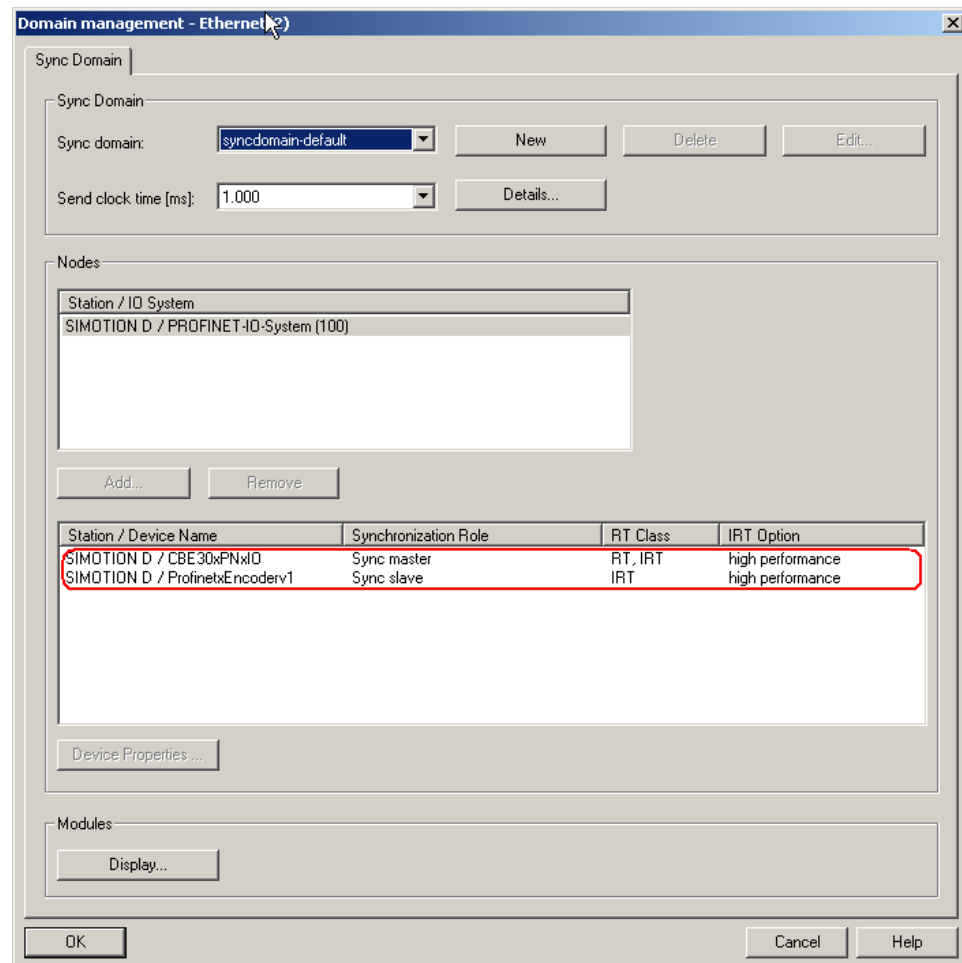 Domain management - Ethernet 2)
Sync Domain
Sync Domain
Sync domain: syncdomain-default New Delete Edit...
Send clock time [ms]: 1.000 Details...
Nodes
Station / IO System
SIMOTION D / PROFINET-IO-System (100)
Add... Remove
Station / Device Name Synchronization Role RT Class IRT Option
SIMOTION D / CBE30xPNxIO Sync master RT, IRT high performance
SIMOTION D / ProfinetxEncoderv1 Sync slave IRT high performance
Device Properties ...
Modules
Display...
OK Cancel Help